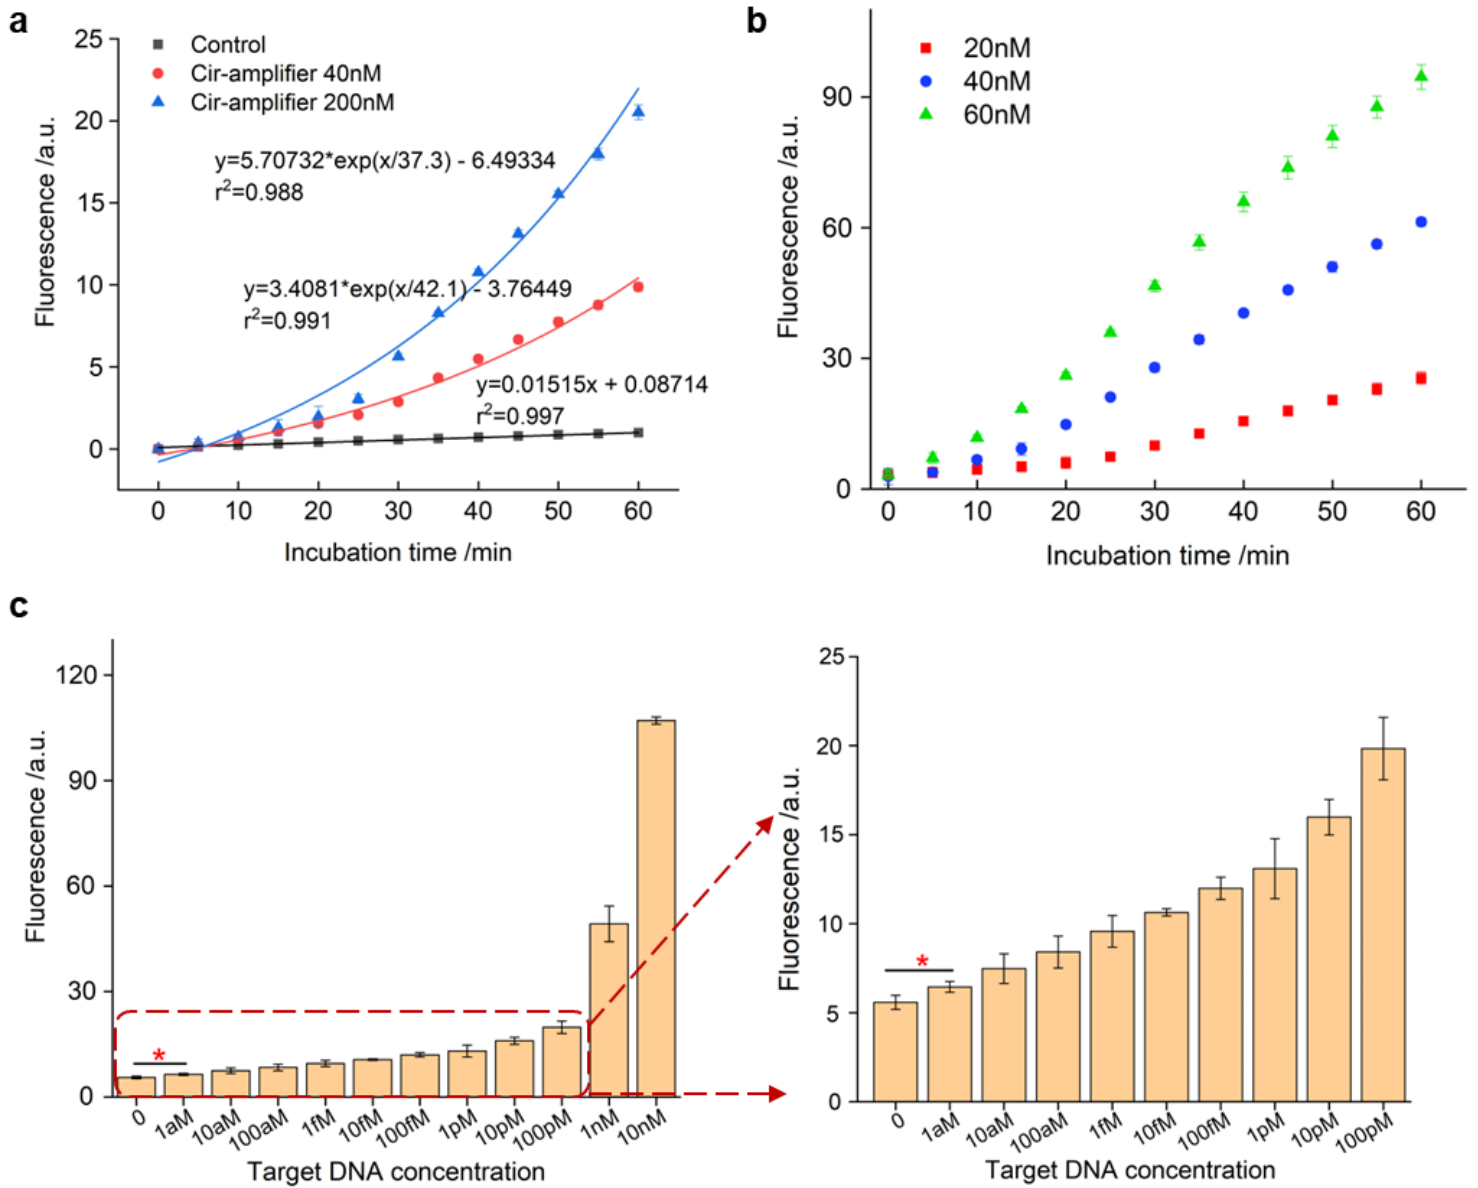 a
25
20
15
10
5
0
Fluorescence /a.u.
Control
Cir-amplifier 40nM
Cir-amplifier 200nM
y=5.70732*exp(x/37.3) - 6.49334
r²=0.988
y=3.4081*exp(x/42.1) - 3.76449
r²=0.991
y=0.01515x + 0.08714
r²=0.997
0 10 20 30 40 50 60
Incubation time /min
b
90
60
30
0
Fluorescence /a.u.
20nM
40nM
60nM
0 10 20 30 40 50 60
Incubation time /min
c
120
90
60
30
0
Fluorescence /a.u.
*
0 1aM 10aM 100aM 1fM 10fM 100fM 1pM 10pM 100pM 1nM 10nM
Target DNA concentration
25
20
15
10
5
0
Fluorescence /a.u.
*
0 1aM 10aM 100aM 1fM 10fM 100fM 1pM 10pM 100pM
Target DNA concentration